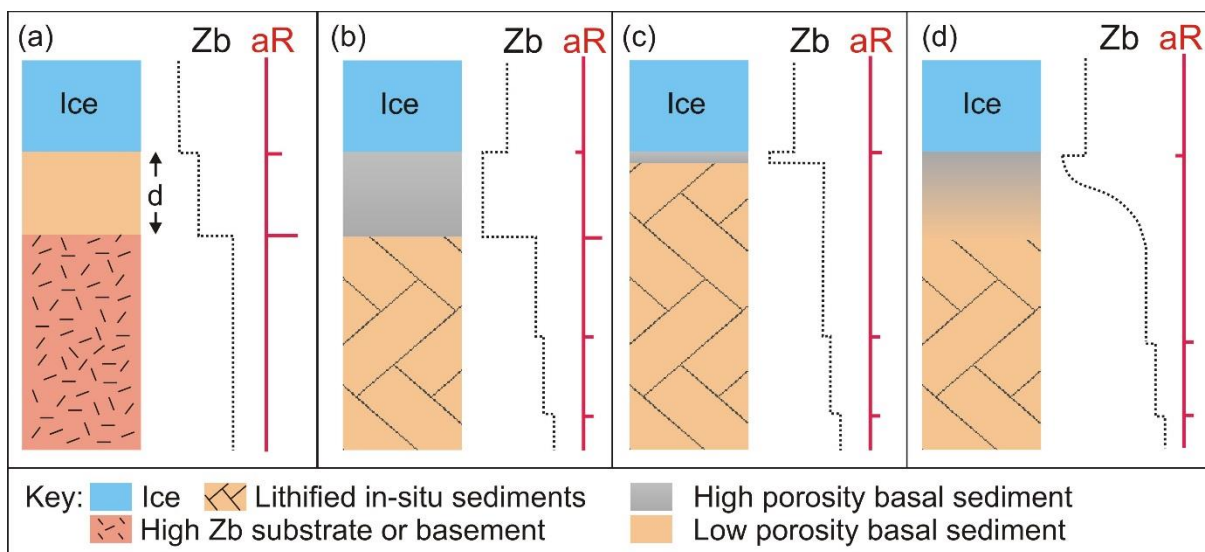 (a) Zb aR (b) Zb aR (c) Zb aR (d) Zb aR
Ice Ice Ice Ice
d
Key: Ice Lithified in-situ sediments High porosity basal sediment
High Zb substrate or basement Low porosity basal sediment